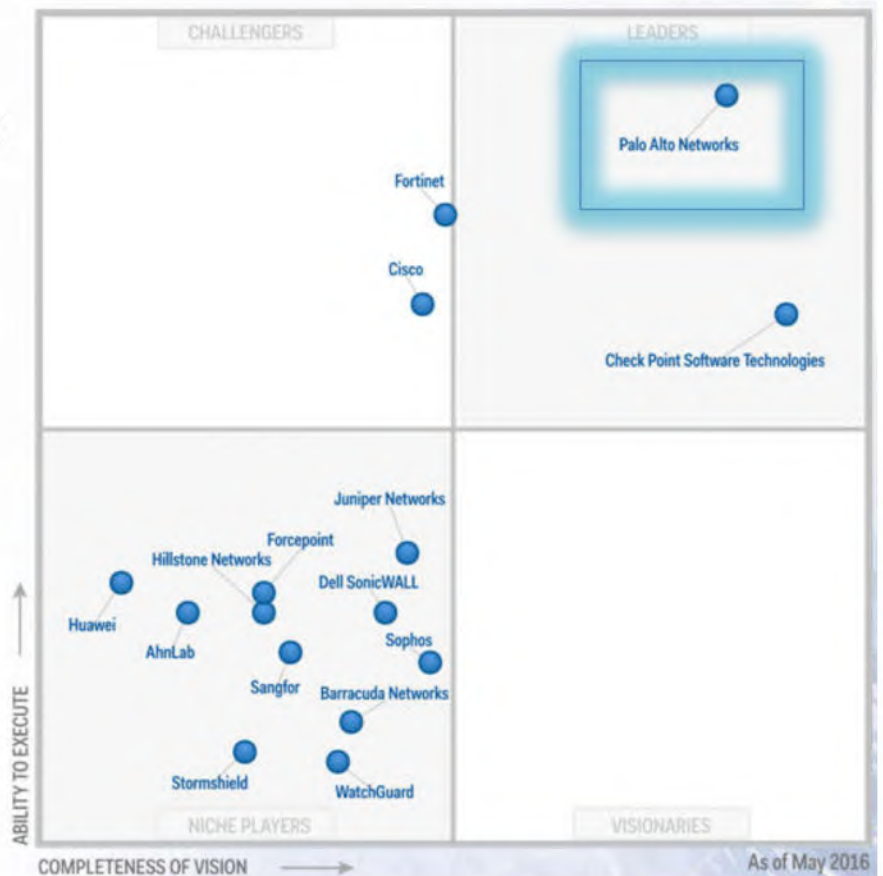 CHALLENGERS
LEADERS
Palo Alto Networks
Fortinet
Cisco
Check Point Software Technologies
Juniper Networks
Forcepoint
Hillstone Networks
Dell SonicWALL
Huawei
AhnLab
Sophos
Sangfor
Barracuda Networks
Stormshield
WatchGuard
NICHE PLAYERS
VISIONARIES
ABILITY TO EXECUTE
COMPLETENESS OF VISION
As of May 2016